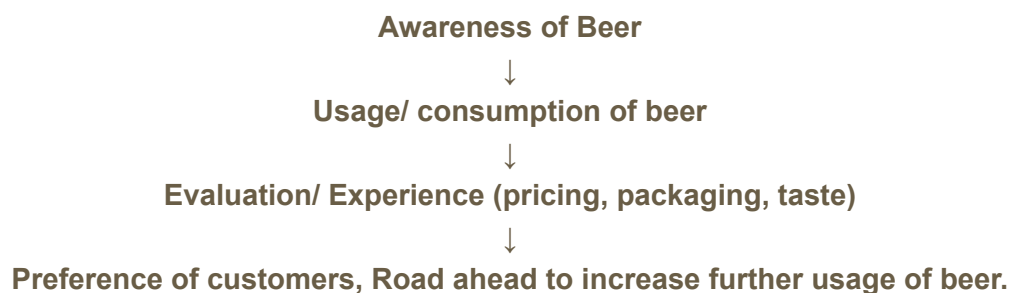 Awareness of Beer
↓
Usage/ consumption of beer
↓
Evaluation/ Experience (pricing, packaging, taste)
↓
Preference of customers, Road ahead to increase further usage of beer.